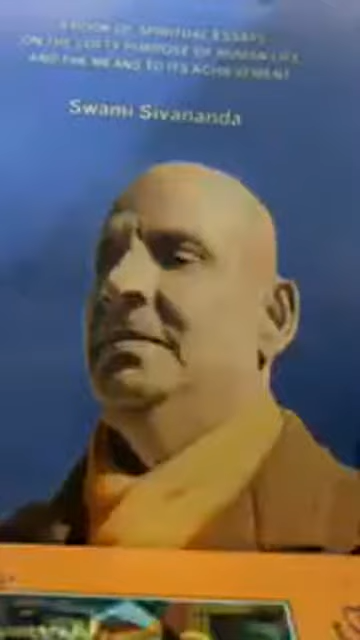 A BOOK OF SPIRITUAL ESSAYS
ON THE LOFTY PURPOSE OF HUMAN LIFE
AND THE MEANS TO ITS ACHIEVEMENT
Swami Sivananda